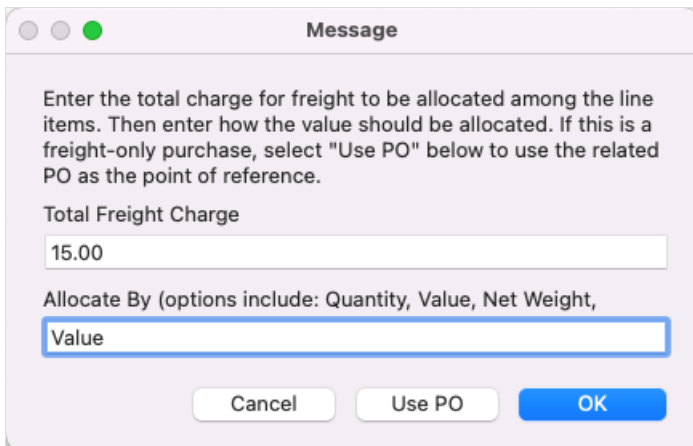 Message
Enter the total charge for freight to be allocated among the line
items. Then enter how the value should be allocated. If this is a
freight-only purchase, select "Use PO" below to use the related
PO as the point of reference.
Total Freight Charge
15.00
Allocate By (options include: Quantity, Value, Net Weight,
Value
Cancel Use PO OK